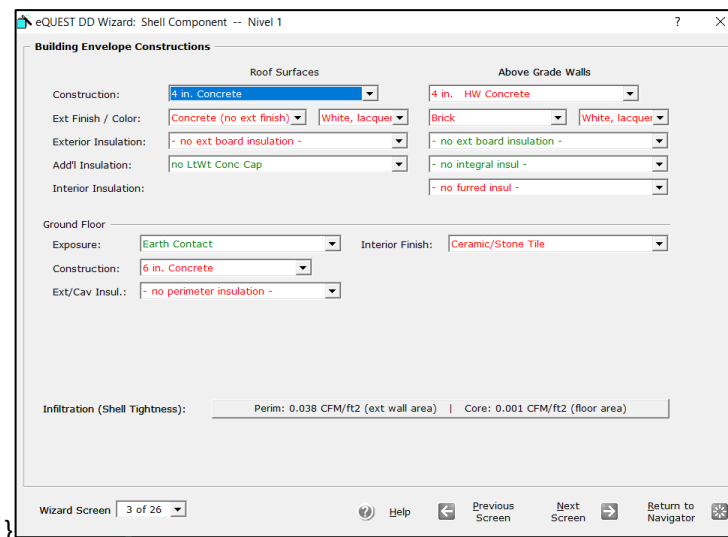 eQUEST DD Wizard: Shell Component -- Nivel 1 ?
Building Envelope Constructions
Roof Surfaces Above Grade Walls
Construction: 4 in. Concrete 4 in. HW Concrete
Ext Finish / Color: Concrete (no ext finish) White, lacquer Brick White, lacquer
Exterior Insulation: - no ext board insulation - - no ext board insulation -
Add'l Insulation: no LtWt Conc Cap - no integral insul -
Interior Insulation: - no furred insul -
Ground Floor
Exposure: Earth Contact Interior Finish: Ceramic/Stone Tile
Construction: 6 in. Concrete
Ext/Cav Insul.: - no perimeter insulation -
Infiltration (Shell Tightness): Perim: 0.038 CFM/ft2 (ext wall area) | Core: 0.001 CFM/ft2 (floor area)
Wizard Screen 3 of 26 ? Help Previous Screen Next Screen Return to Navigator
}